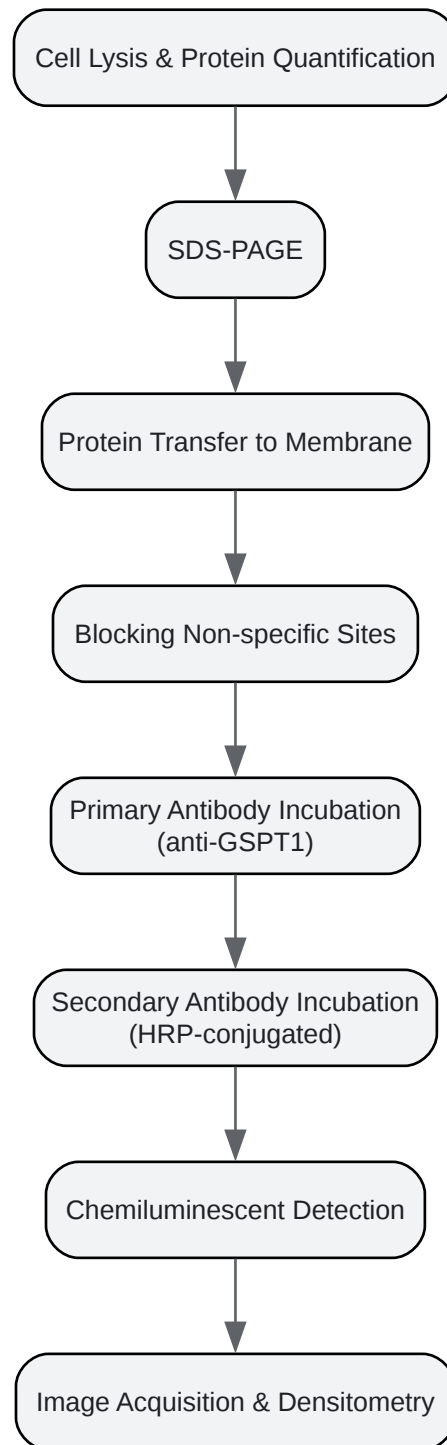 Cell Lysis & Protein Quantification
SDS-PAGE
Protein Transfer to Membrane
Blocking Non-specific Sites
Primary Antibody Incubation
(anti-GSPT1)
Secondary Antibody Incubation
(HRP-conjugated)
Chemiluminescent Detection
Image Acquisition & Densitometry